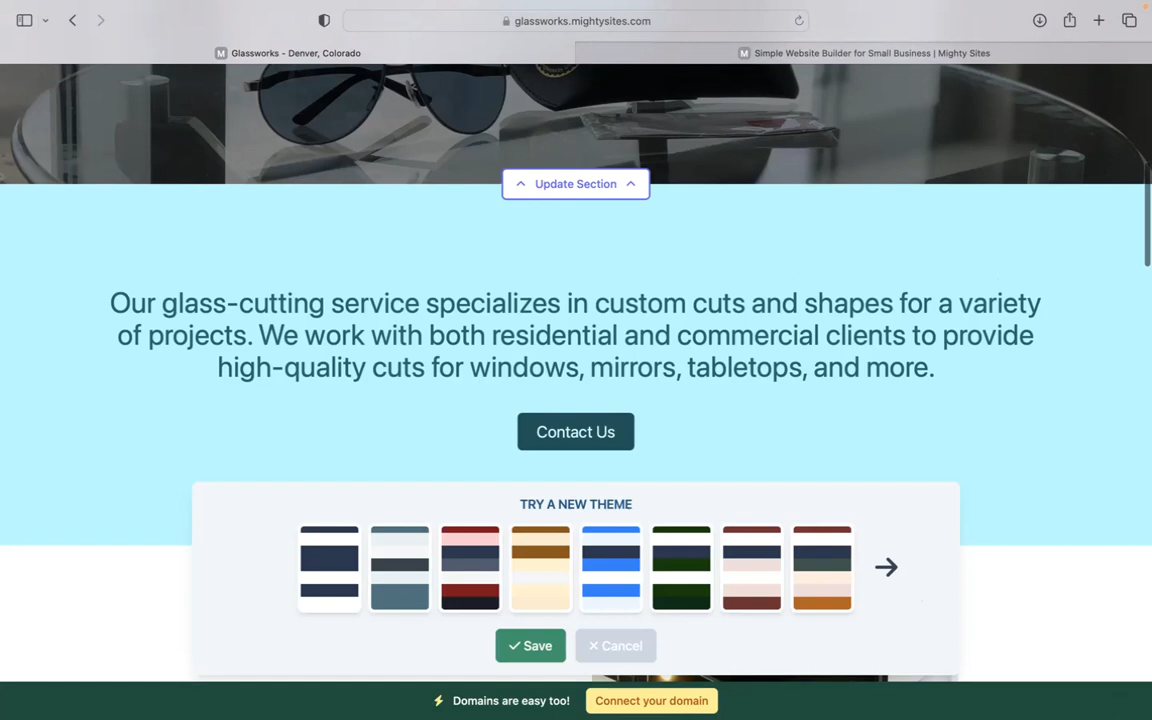 glassworks.mightysites.com
Glassworks - Denver, Colorado
Simple Website Builder for Small Business | Mighty Sites
Update Section
Our glass-cutting service specializes in custom cuts and shapes for a variety
of projects. We work with both residential and commercial clients to provide
high-quality cuts for windows, mirrors, tabletops, and more.
Contact Us
TRY A NEW THEME
Save
Cancel
Domains are easy too!
Connect your domain